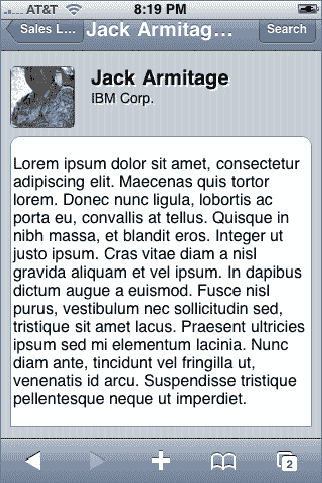 AT&T 8:19 PM
Sales L... Jack Armitag... Search
Jack Armitage
IBM Corp.
Lorem ipsum dolor sit amet, consectetur
adipiscing elit. Maecenas quis tortor
lorem. Donec nunc ligula, lobortis ac
porta eu, convallis at tellus. Quisque in
nibh massa, et blandit eros. Integer ut
justo ipsum. Cras vitae diam a nisl
gravida aliquam et vel ipsum. In dapibus
dictum augue a euismod. Fusce nisl
purus, vestibulum nec sollicitudin sed,
tristique sit amet lacus. Praesent ultricies
ipsum sed mi elementum lacinia. Nunc
diam ante, tincidunt vel fringilla ut,
venenatis id arcu. Suspendisse tristique
pellentesque neque ut imperdiet.
2